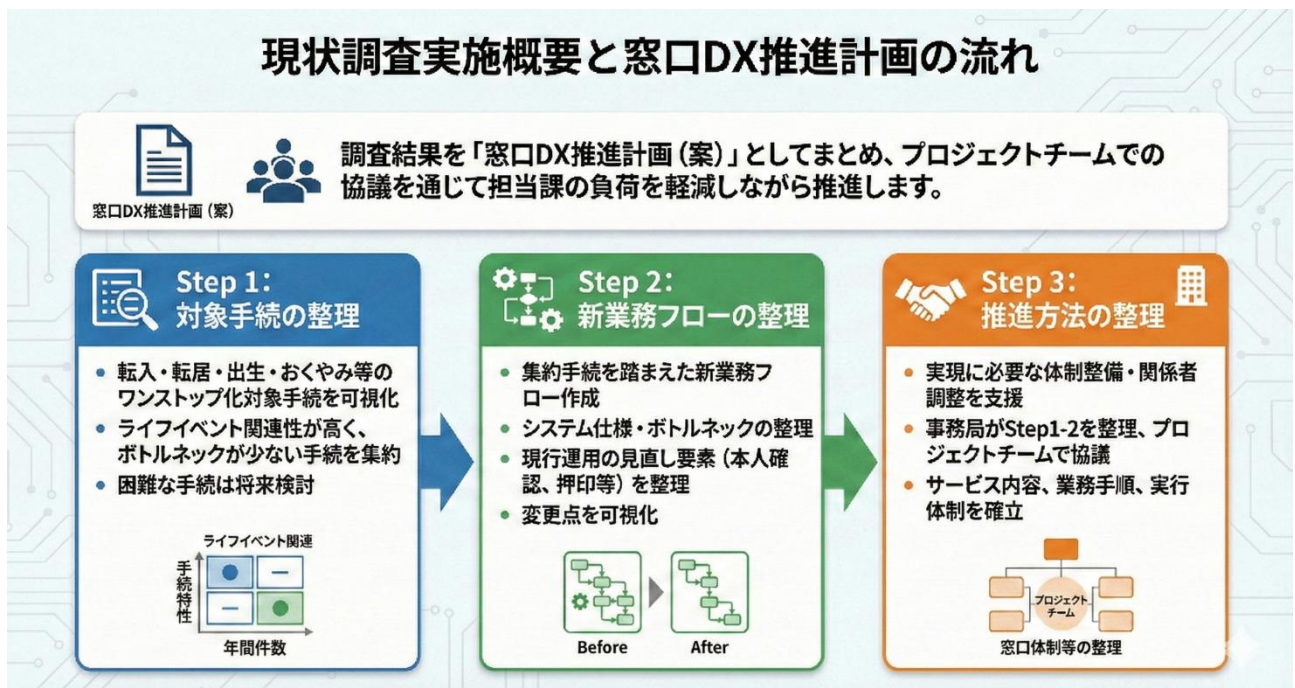 現状調査実施概要と窓口DX推進計画の流れ
調査結果を「窓口DX推進計画（案）」としてまとめ、プロジェクトチームでの
協議を通じて担当課の負荷を軽減しながら推進します。
窓口DX推進計画（案）
Step 1:
対象手続の整理
• 転入・転居・出生・おくやみ等の
ワンストップ化対象手続を可視化
• ライフイベント関連性が高く、
ボトルネックが少ない手続を集約
• 困難な手続は将来検討
ライフイベント関連
手続特性
年間件数
Step 2:
新業務フローの整理
• 集約手続を踏まえた新業務フ
ロー作成
• システム仕様・ボトルネックの整理
• 現行運用の見直し要素（本人確
認、押印等）を整理
• 変更点を可視化
Before
After
Step 3:
推進方法の整理
• 実現に必要な体制整備・関係者
調整を支援
• 事務局がStep1-2を整理、プロ
ジェクトチームで協議
• サービス内容、業務手順、実行
体制を確立
プロジェクト
チーム
窓口体制等の整理